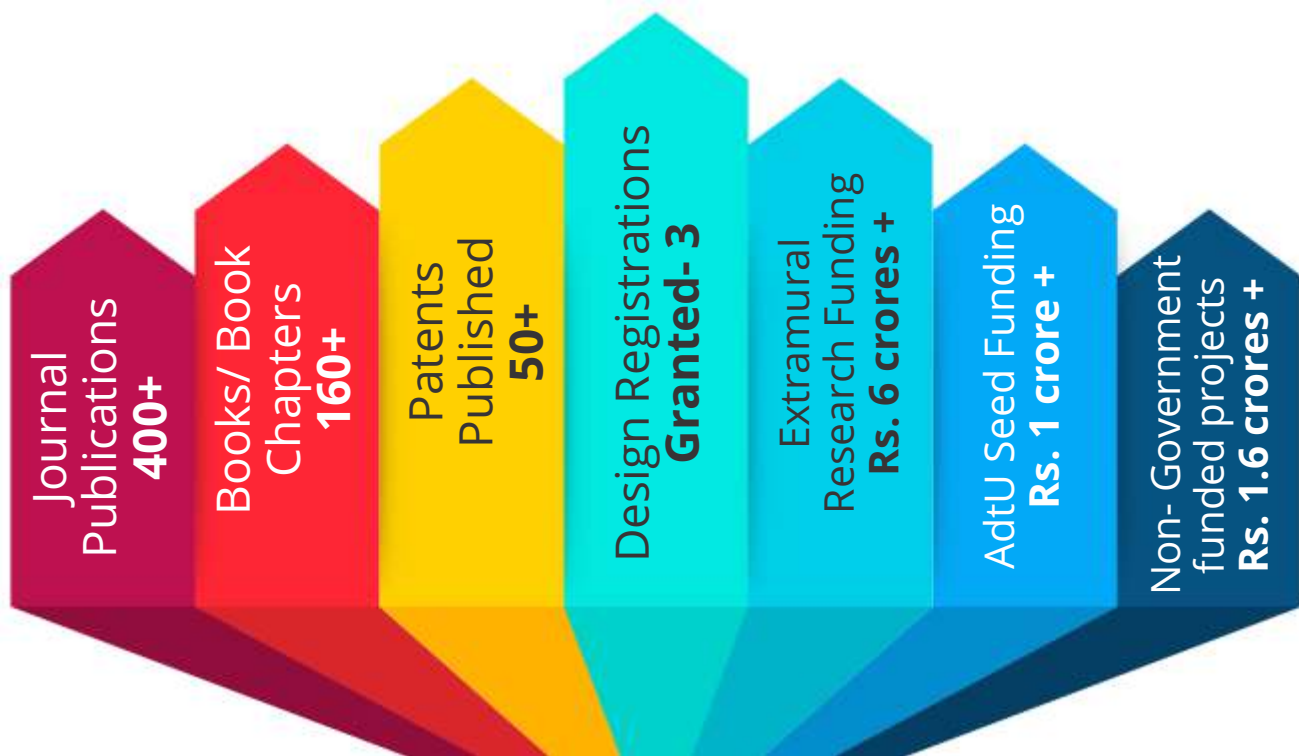 Journal
Publications
400+
Books/ Book
Chapters
160+
Patents
Published
50+
Design Registrations
Granted- 3
Extramural
Research Funding
Rs. 6 crores +
AdtU Seed Funding
Rs. 1 crore +
Non- Government
funded projects
Rs. 1.6 crores +